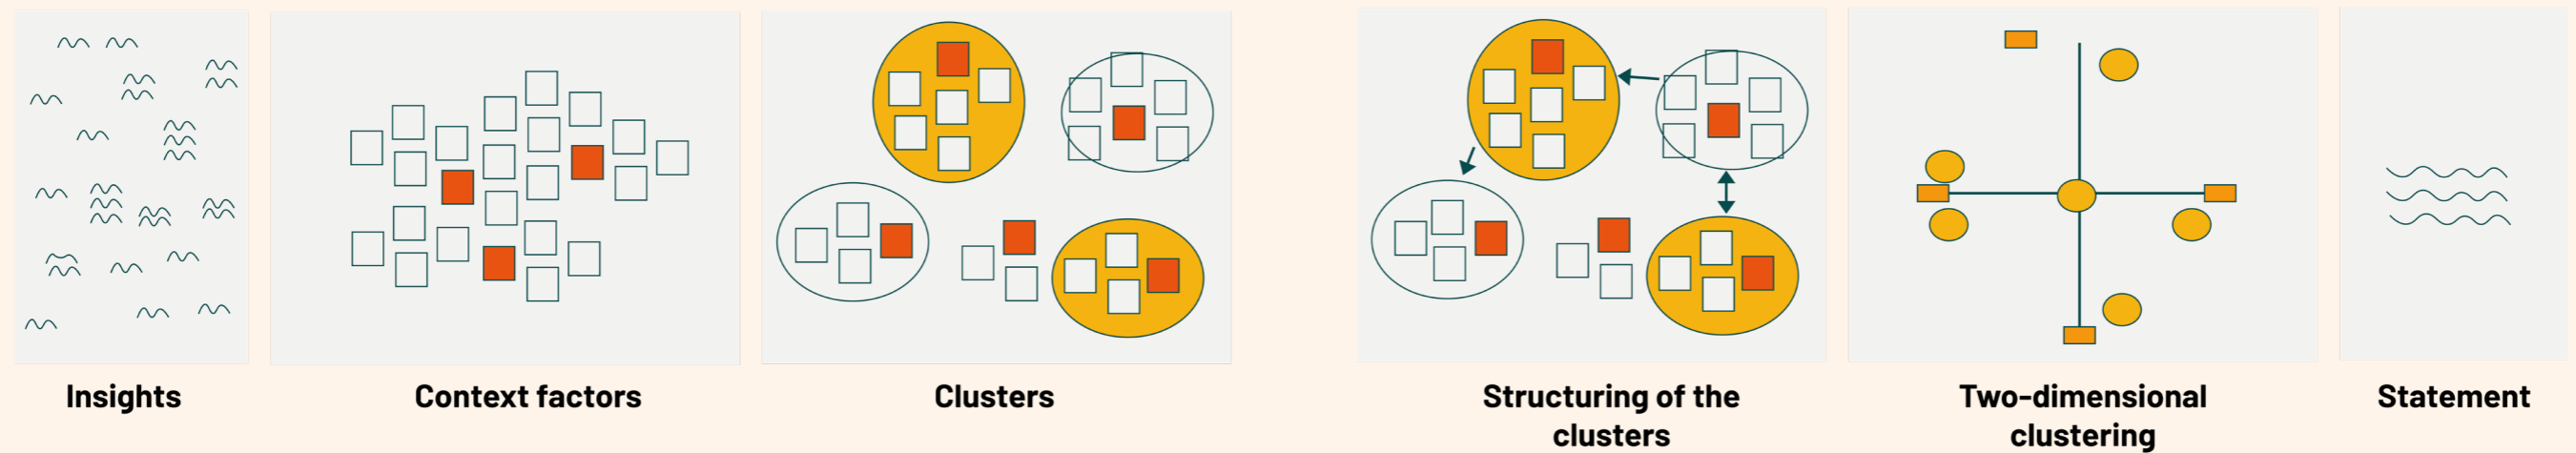 Insights
Context factors
Clusters
Structuring of the
clusters
Two-dimensional
clustering
Statement